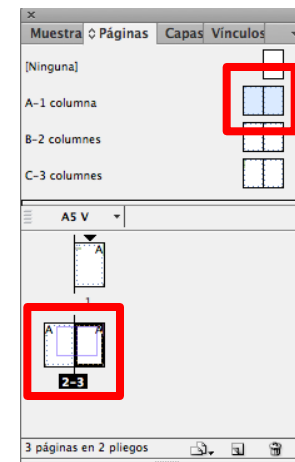 Muestra Páginas Capas Vínculos
[Ninguna]
A-1 columna
B-2 columnes
C-3 columnes
A5 V
A
1
A A
2-3
3 páginas en 2 pliegos